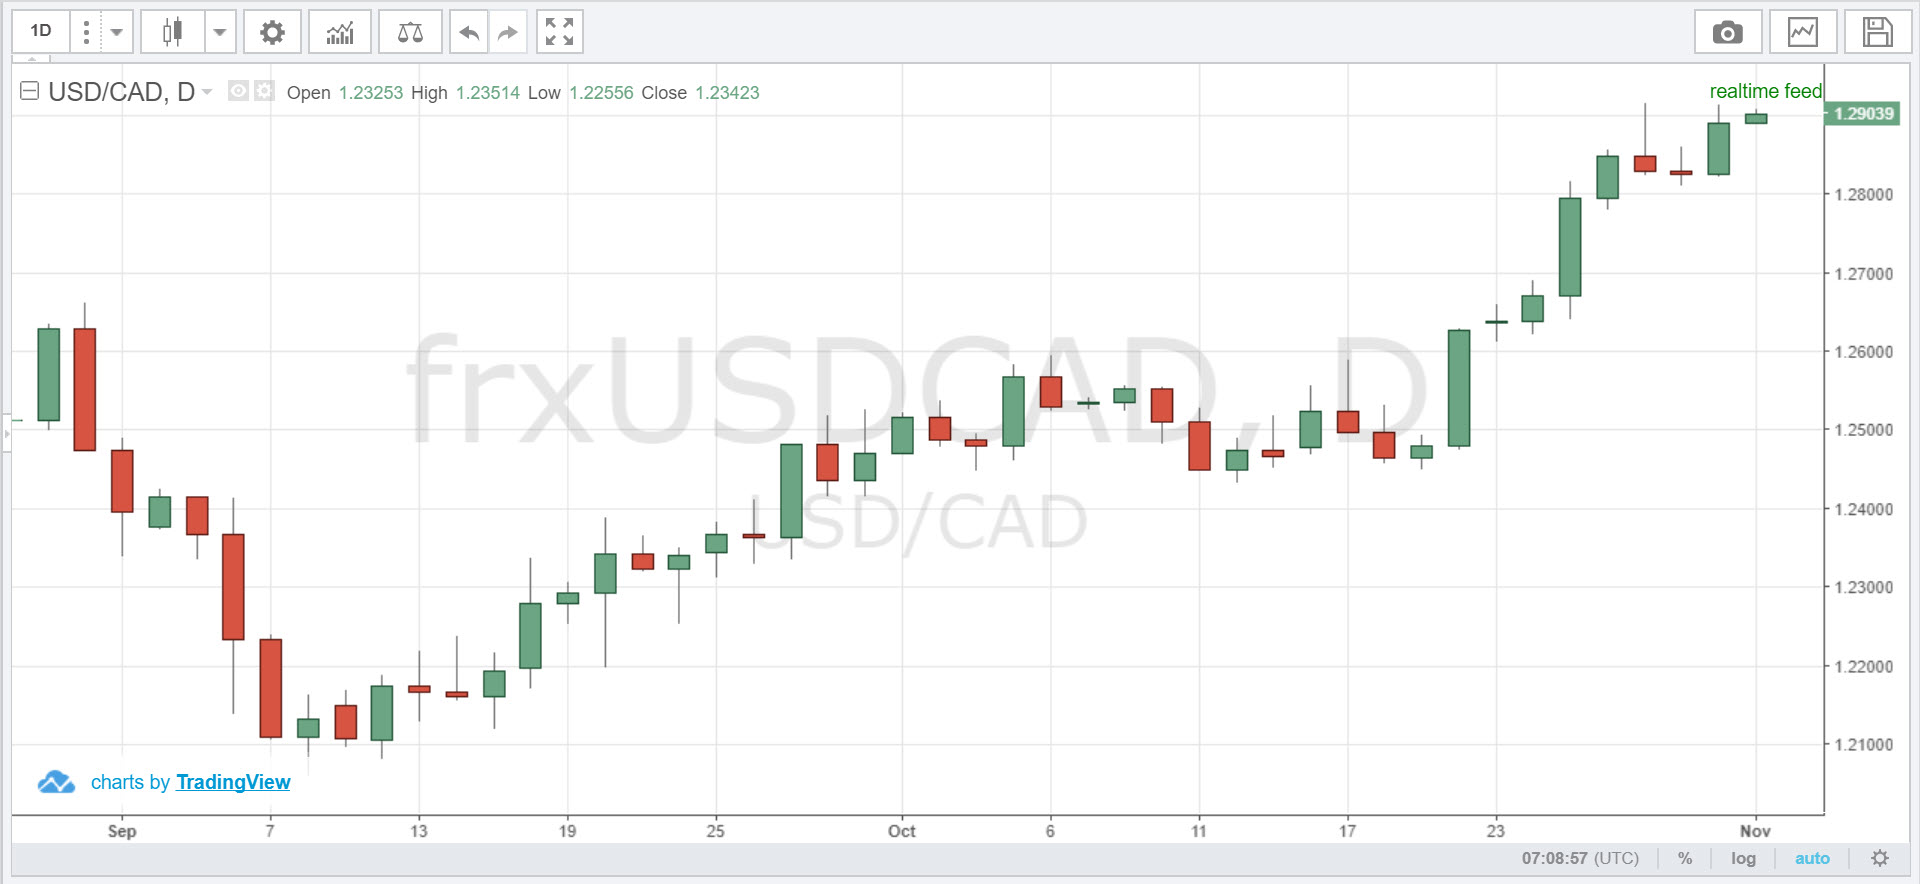 1D
USD/CAD, D Open 1.23253 High 1.23514 Low 1.22556 Close 1.23423
realtime feed
1.29039
1.28000
1.27000
frxUSDCAD, D
1.26000
1.25000
USD/CAD
1.24000
1.23000
1.22000
1.21000
charts by TradingView
Sep 7 13 19 25 Oct 6 11 17 23 Nov
07:08:57 (UTC) % log auto